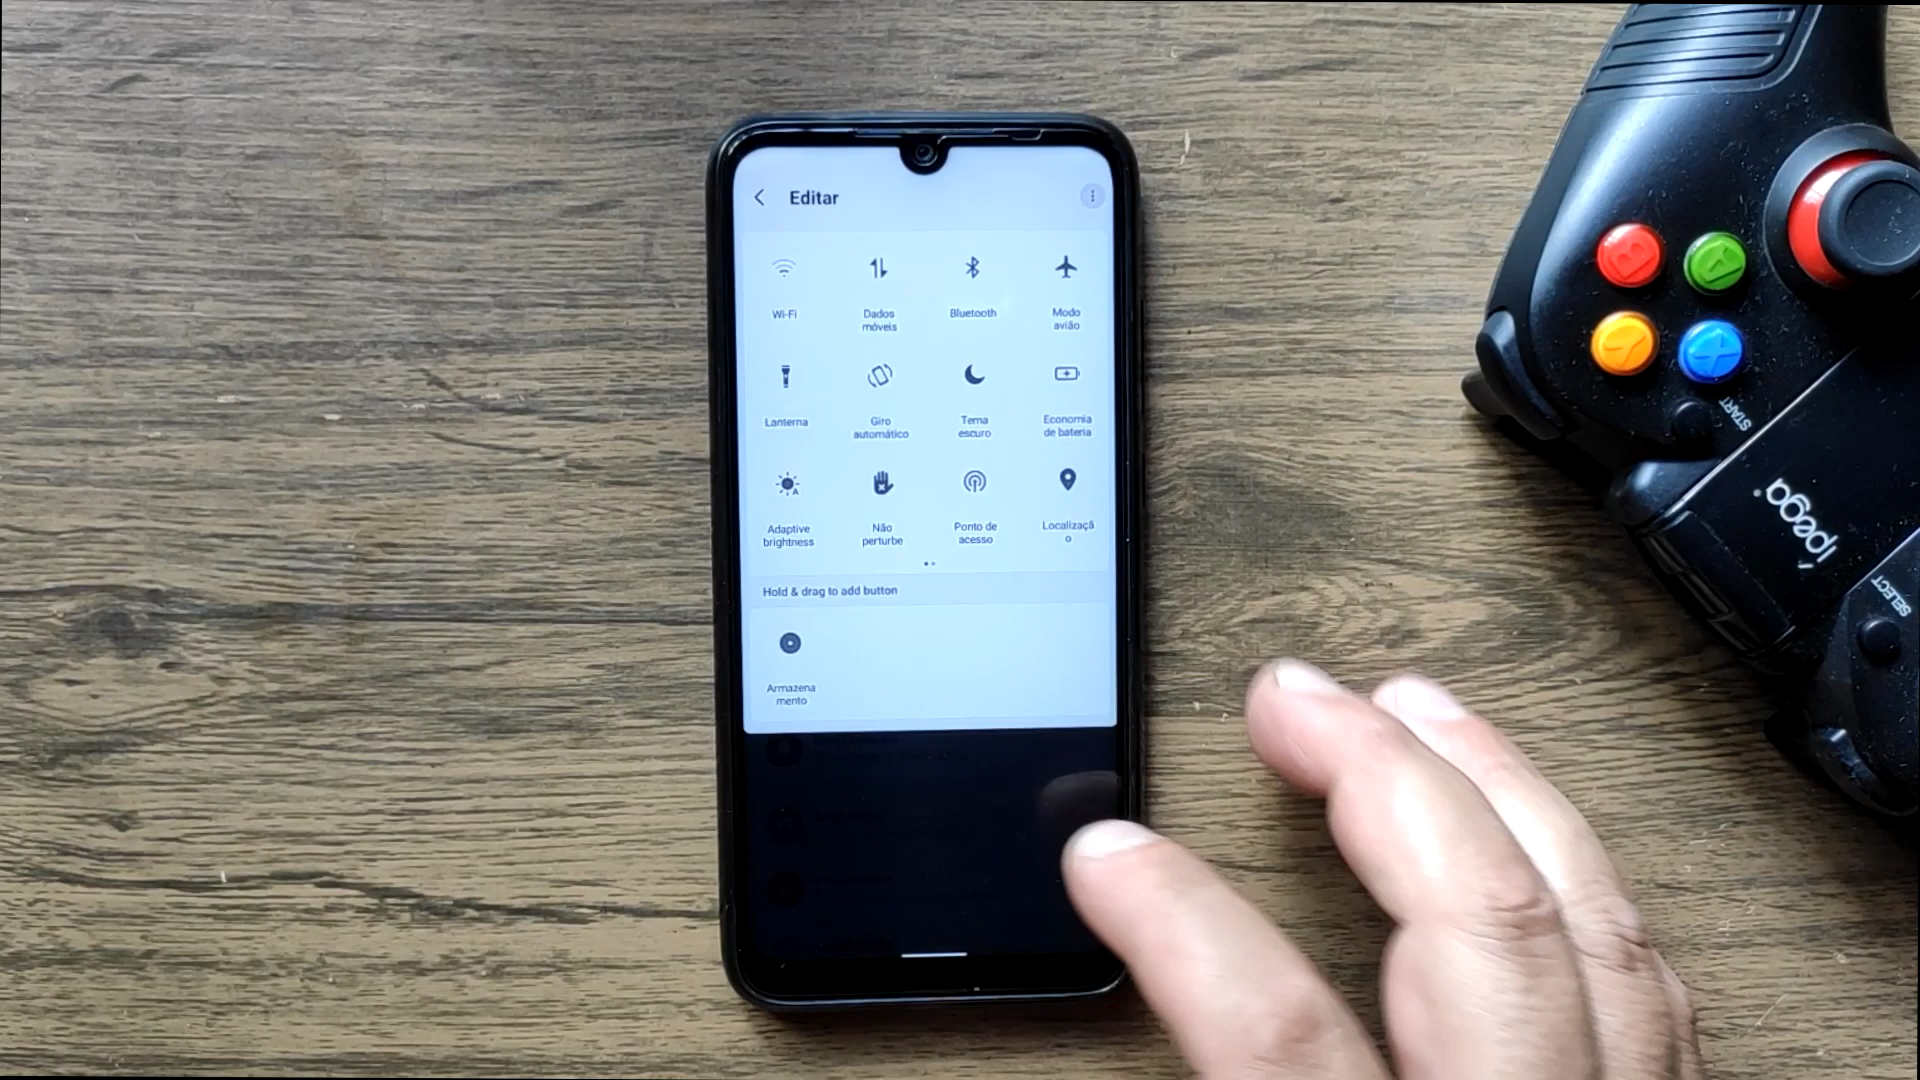 Editar
Wi-Fi
Dados
móveis
Bluetooth
Modo
avião
Lanterna
Giro
automático
Tema
escuro
Economia
de bateria
Adaptive
brightness
Não
perturbe
Ponto de
acesso
Localizaçã
o
Hold & drag to add button
Armazena
mento
B
A
Y
X
START
ipega
SELECT